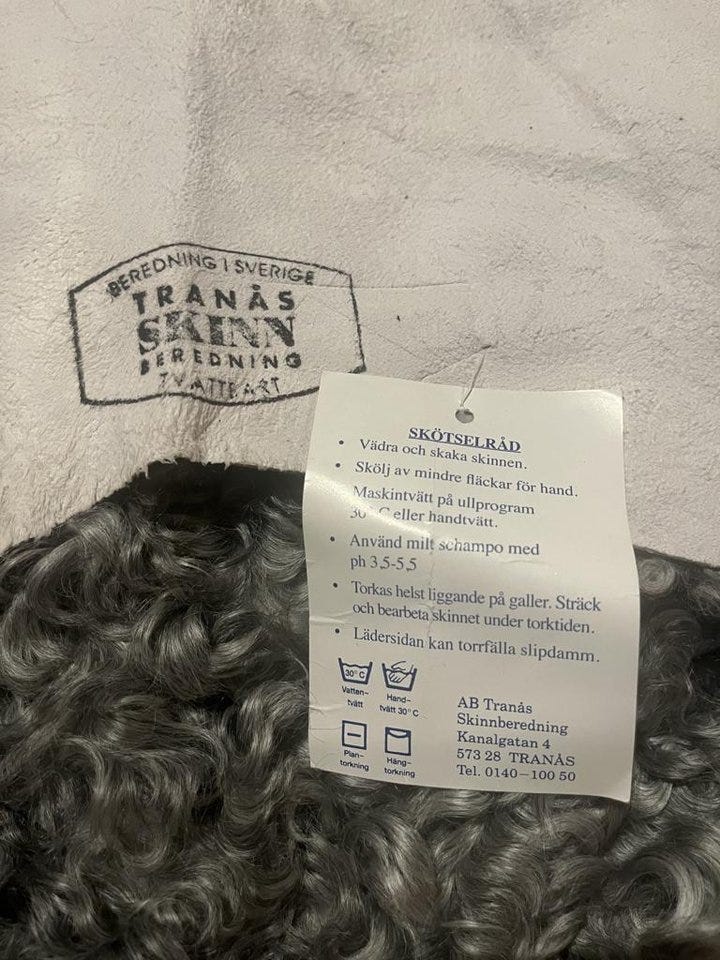 BEREDNING I SVERIGE
TRANÅS
SKINN
BEREDNING
TVÄTTBART
SKÖTSELRÅD
• Vädra och skaka skinnen.
• Skölj av mindre fläckar för hand.
Maskintvätt på ullprogram
30° C eller handtvätt.
• Använd milt schampo med
ph 3,5-5,5
• Torkas helst liggande på galler. Sträck
och bearbeta skinnet under torktiden.
• Lädersidan kan torrfälla slipdamm.
30° C
Vatten-
tvätt
Hand-
tvätt 30° C
Plan-
torkning
Häng-
torkning
AB Tranås
Skinnberedning
Kanalgatan 4
573 28 TRANÅS
Tel. 0140–100 50